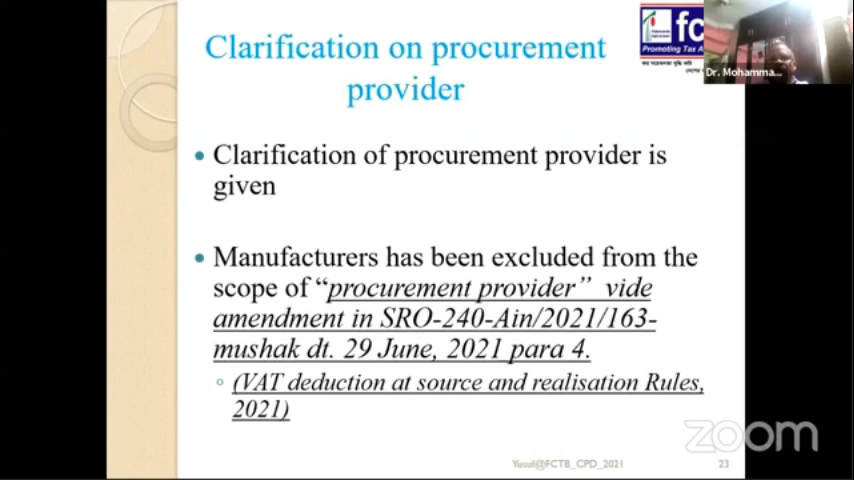 Clarification on procurement
provider
fc
Promoting Tax A
Dr. Mohamma...
• Clarification of procurement provider is
given
• Manufacturers has been excluded from the
scope of “procurement provider” vide
amendment in SRO-240-Ain/2021/163-
mushak dt. 29 June, 2021 para 4.
◦ (VAT deduction at source and realisation Rules,
2021)
zoom
Yusuf@FCTB_CPD_2021
23